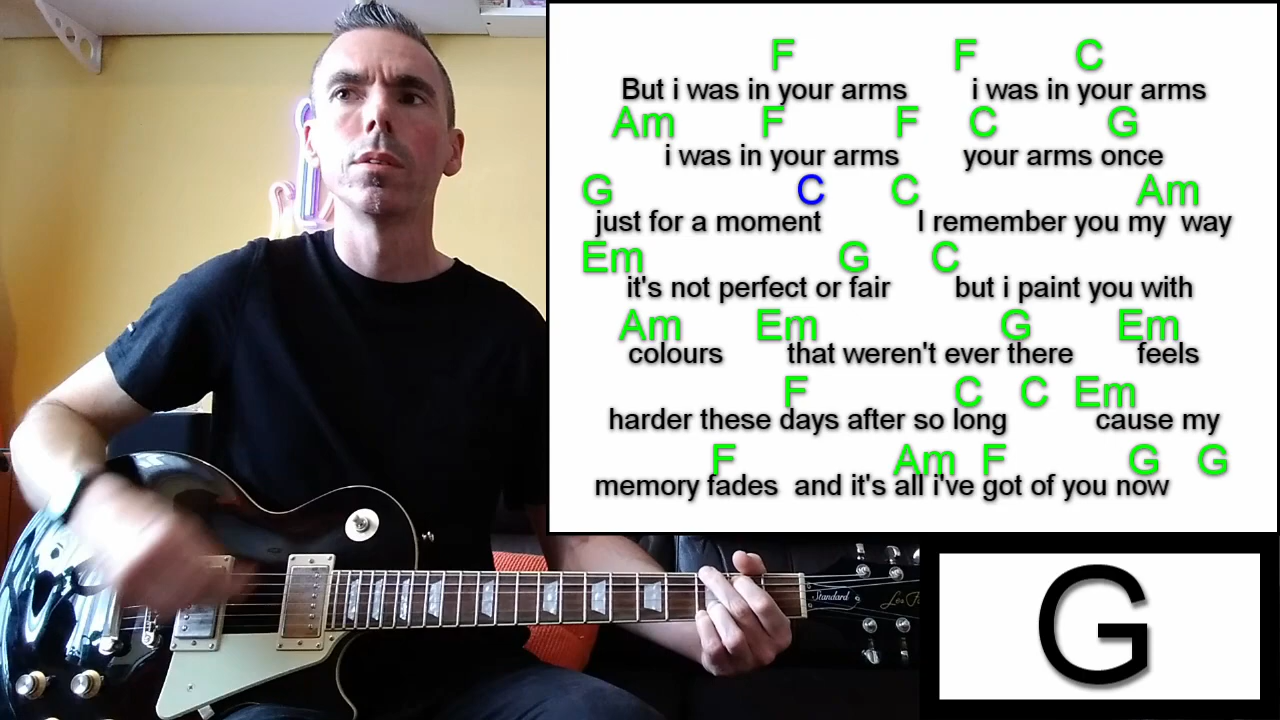 F F C
But i was in your arms i was in your arms
Am F F C G
i was in your arms your arms once
G C C Am
just for a moment I remember you my way
Em G C
it's not perfect or fair but i paint you with
Am Em G Em
colours that weren't ever there feels
F C C Em
harder these days after so long cause my
F Am F G G
memory fades and it's all i've got of you now
Standard
G